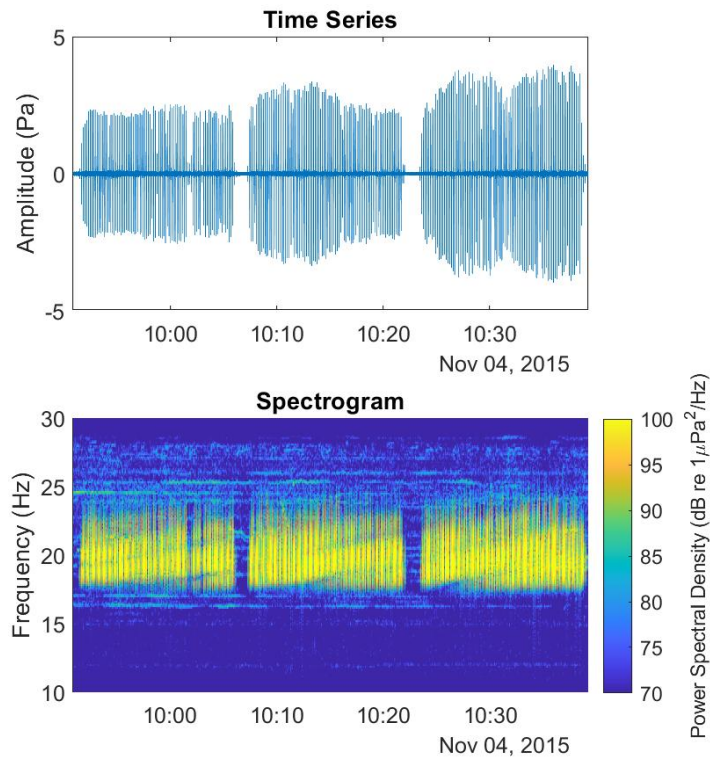 Time Series
5
0
-5
Amplitude (Pa)
10:00 10:10 10:20 10:30
Nov 04, 2015
Spectrogram
30
25
20
15
10
Frequency (Hz)
10:00 10:10 10:20 10:30
Nov 04, 2015
100
95
90
85
80
75
70
Power Spectral Density (dB re 1μPa²/Hz)